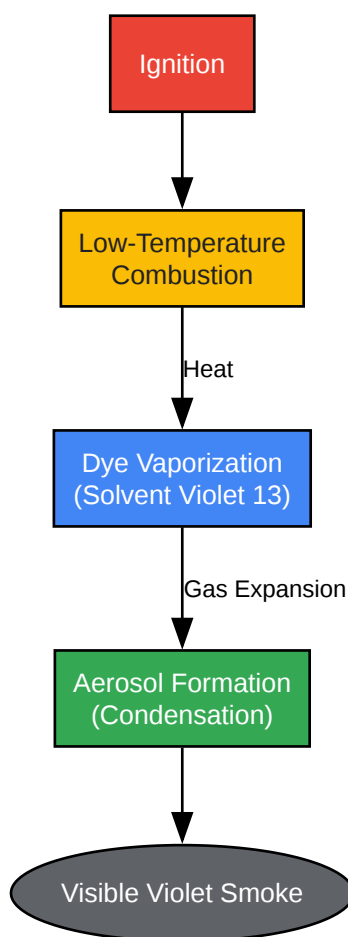 Ignition
Low-Temperature
Combustion
Heat
Dye Vaporization
(Solvent Violet 13)
Gas Expansion
Aerosol Formation
(Condensation)
Visible Violet Smoke